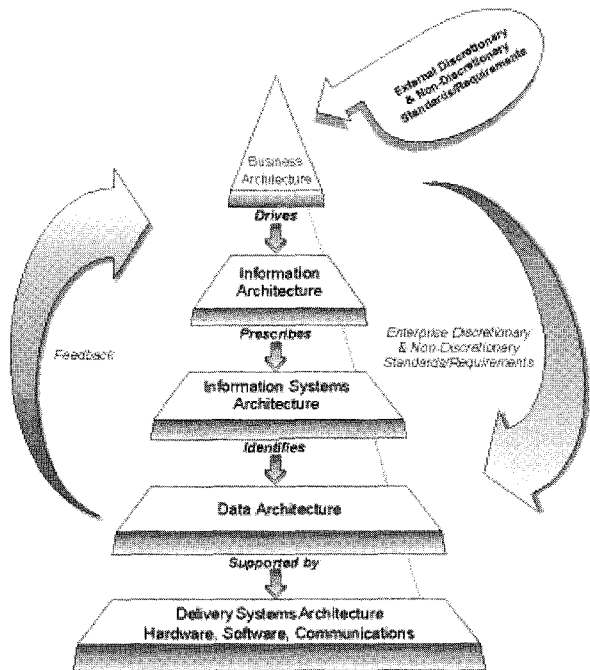 External Discretionary
& Non-Discretionary
Standards/Requirements
Business
Architecture
Drives
Information
Architecture
Prescribes
Feedback
Enterprise Discretionary
& Non-Discretionary
Standards/Requirements
Information Systems
Architecture
Identifies
Data Architecture
Supported by
Delivery Systems Architecture
Hardware, Software, Communications